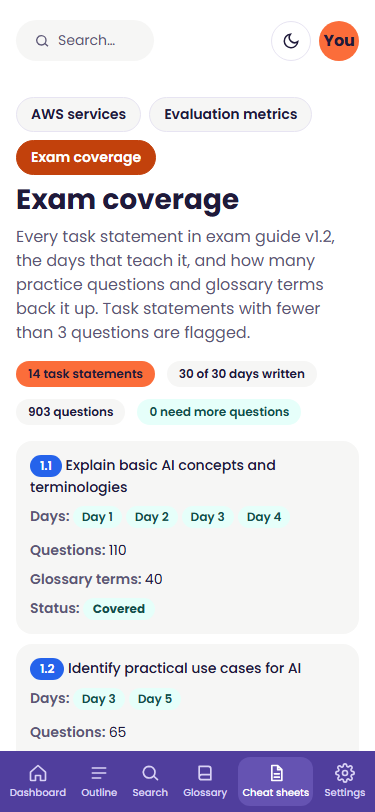 Search...
You
AWS services
Evaluation metrics
Exam coverage
Exam coverage
Every task statement in exam guide v1.2,
the days that teach it, and how many
practice questions and glossary terms
back it up. Task statements with fewer
than 3 questions are flagged.
14 task statements
30 of 30 days written
903 questions
0 need more questions
1.1 Explain basic AI concepts and
terminologies
Days: Day 1 Day 2 Day 3 Day 4
Questions: 110
Glossary terms: 40
Status: Covered
1.2 Identify practical use cases for AI
Days: Day 3 Day 5
Questions: 65
Dashboard
Outline
Search
Glossary
Cheat sheets
Settings